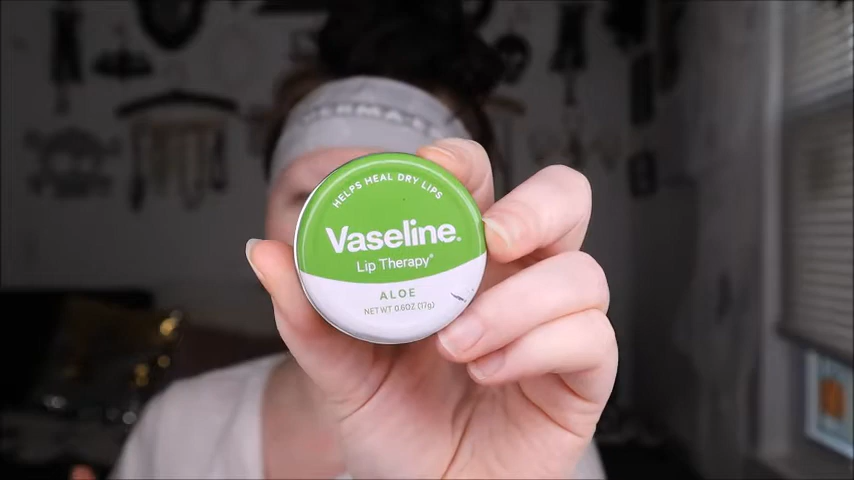 HELPS HEAL DRY LIPS
Vaseline.
Lip Therapy®
ALOE
NET WT 0.6OZ (17g)